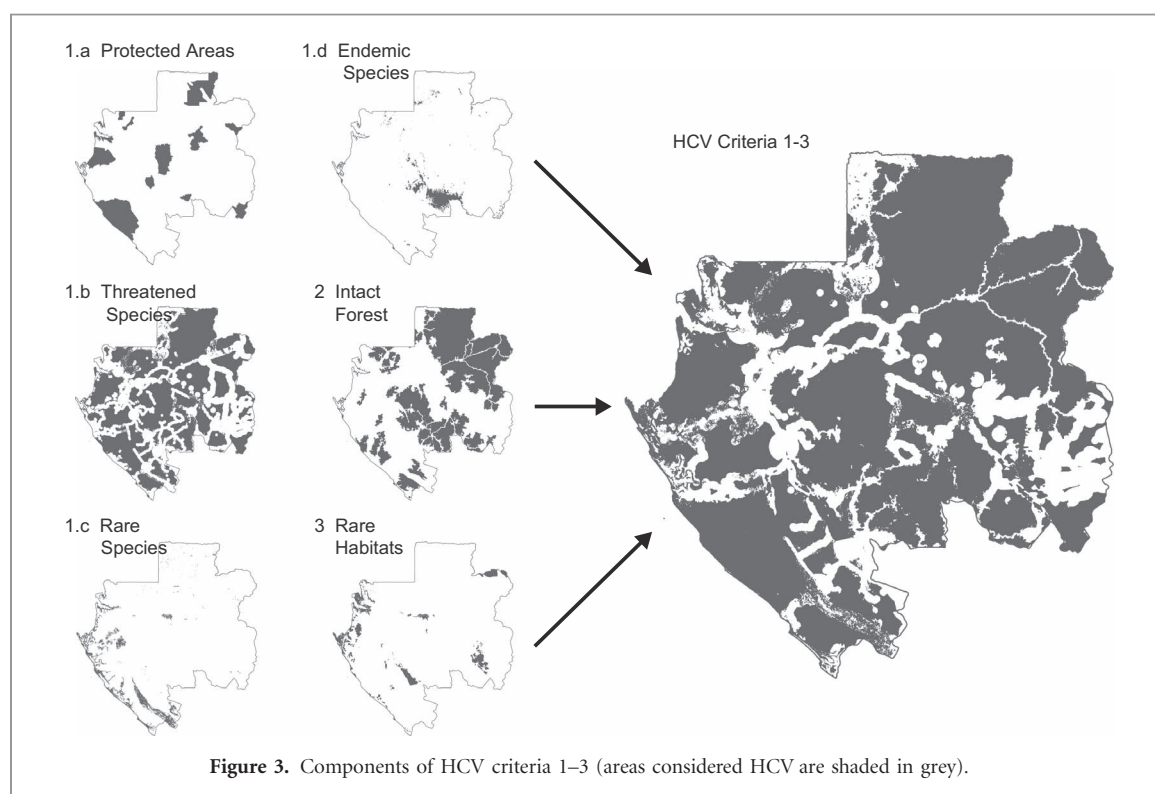 1.a Protected Areas
1.d Endemic
Species
HCV Criteria 1-3
1.b Threatened
Species
2 Intact
Forest
1.c Rare
Species
3 Rare
Habitats
Figure 3. Components of HCV criteria 1–3 (areas considered HCV are shaded in grey).